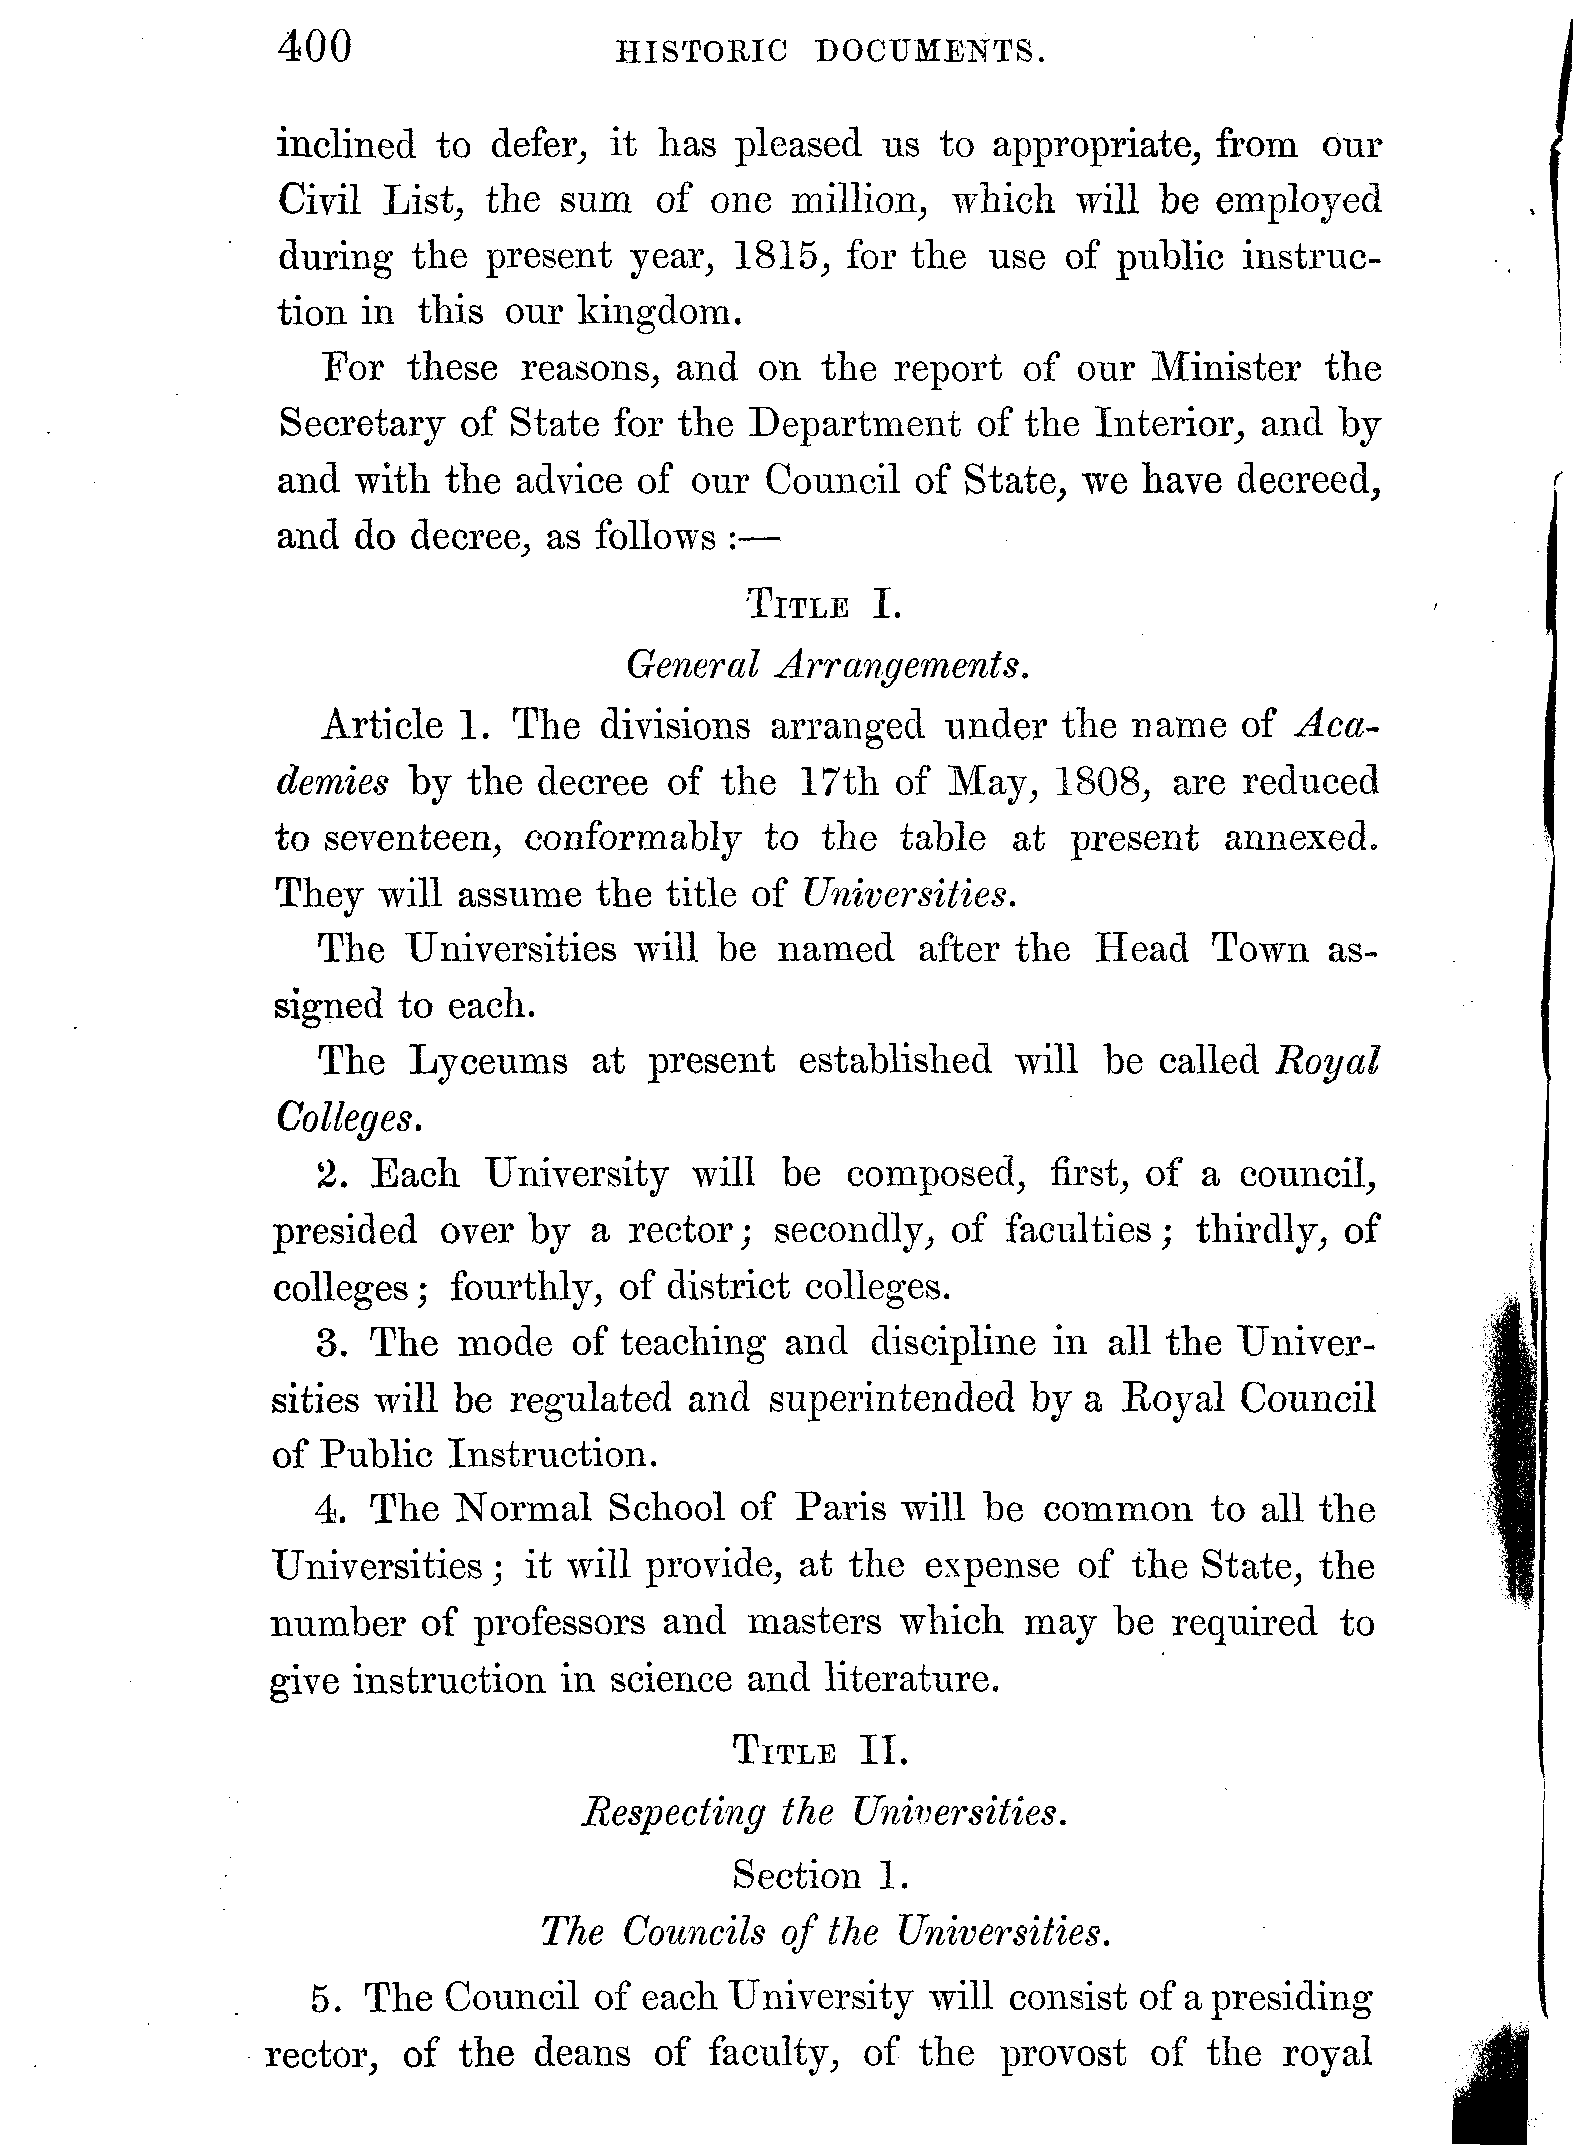 400 HISTORIC DOCUMENTS.
inclined to defer, it has pleased us to appropriate, from our
Civil List, the sum of one million, which will be employed
during the present year, 1815, for the use of public instruc-
tion in this our kingdom.
For these reasons, and on the report of our Minister the
Secretary of State for the Department of the Interior, and by
and with the advice of our Council of State, we have decreed,
and do decree, as follows :—
TITLE I.
General Arrangements.
Article 1. The divisions arranged under the name of Aca-
demies by the decree of the 17th of May, 1808, are reduced
to seventeen, conformably to the table at present annexed.
They will assume the title of Universities.
The Universities will be named after the Head Town as-
signed to each.
The Lyceums at present established will be called Royal
Colleges.
2. Each University will be composed, first, of a council,
presided over by a rector; secondly, of faculties; thirdly, of
colleges; fourthly, of district colleges.
3. The mode of teaching and discipline in all the Univer-
sities will be regulated and superintended by a Royal Council
of Public Instruction.
4. The Normal School of Paris will be common to all the
Universities; it will provide, at the expense of the State, the
number of professors and masters which may be required to
give instruction in science and literature.
TITLE II.
Respecting the Universities.
Section 1.
The Councils of the Universities.
5. The Council of each University will consist of a presiding
rector, of the deans of faculty, of the provost of the royal